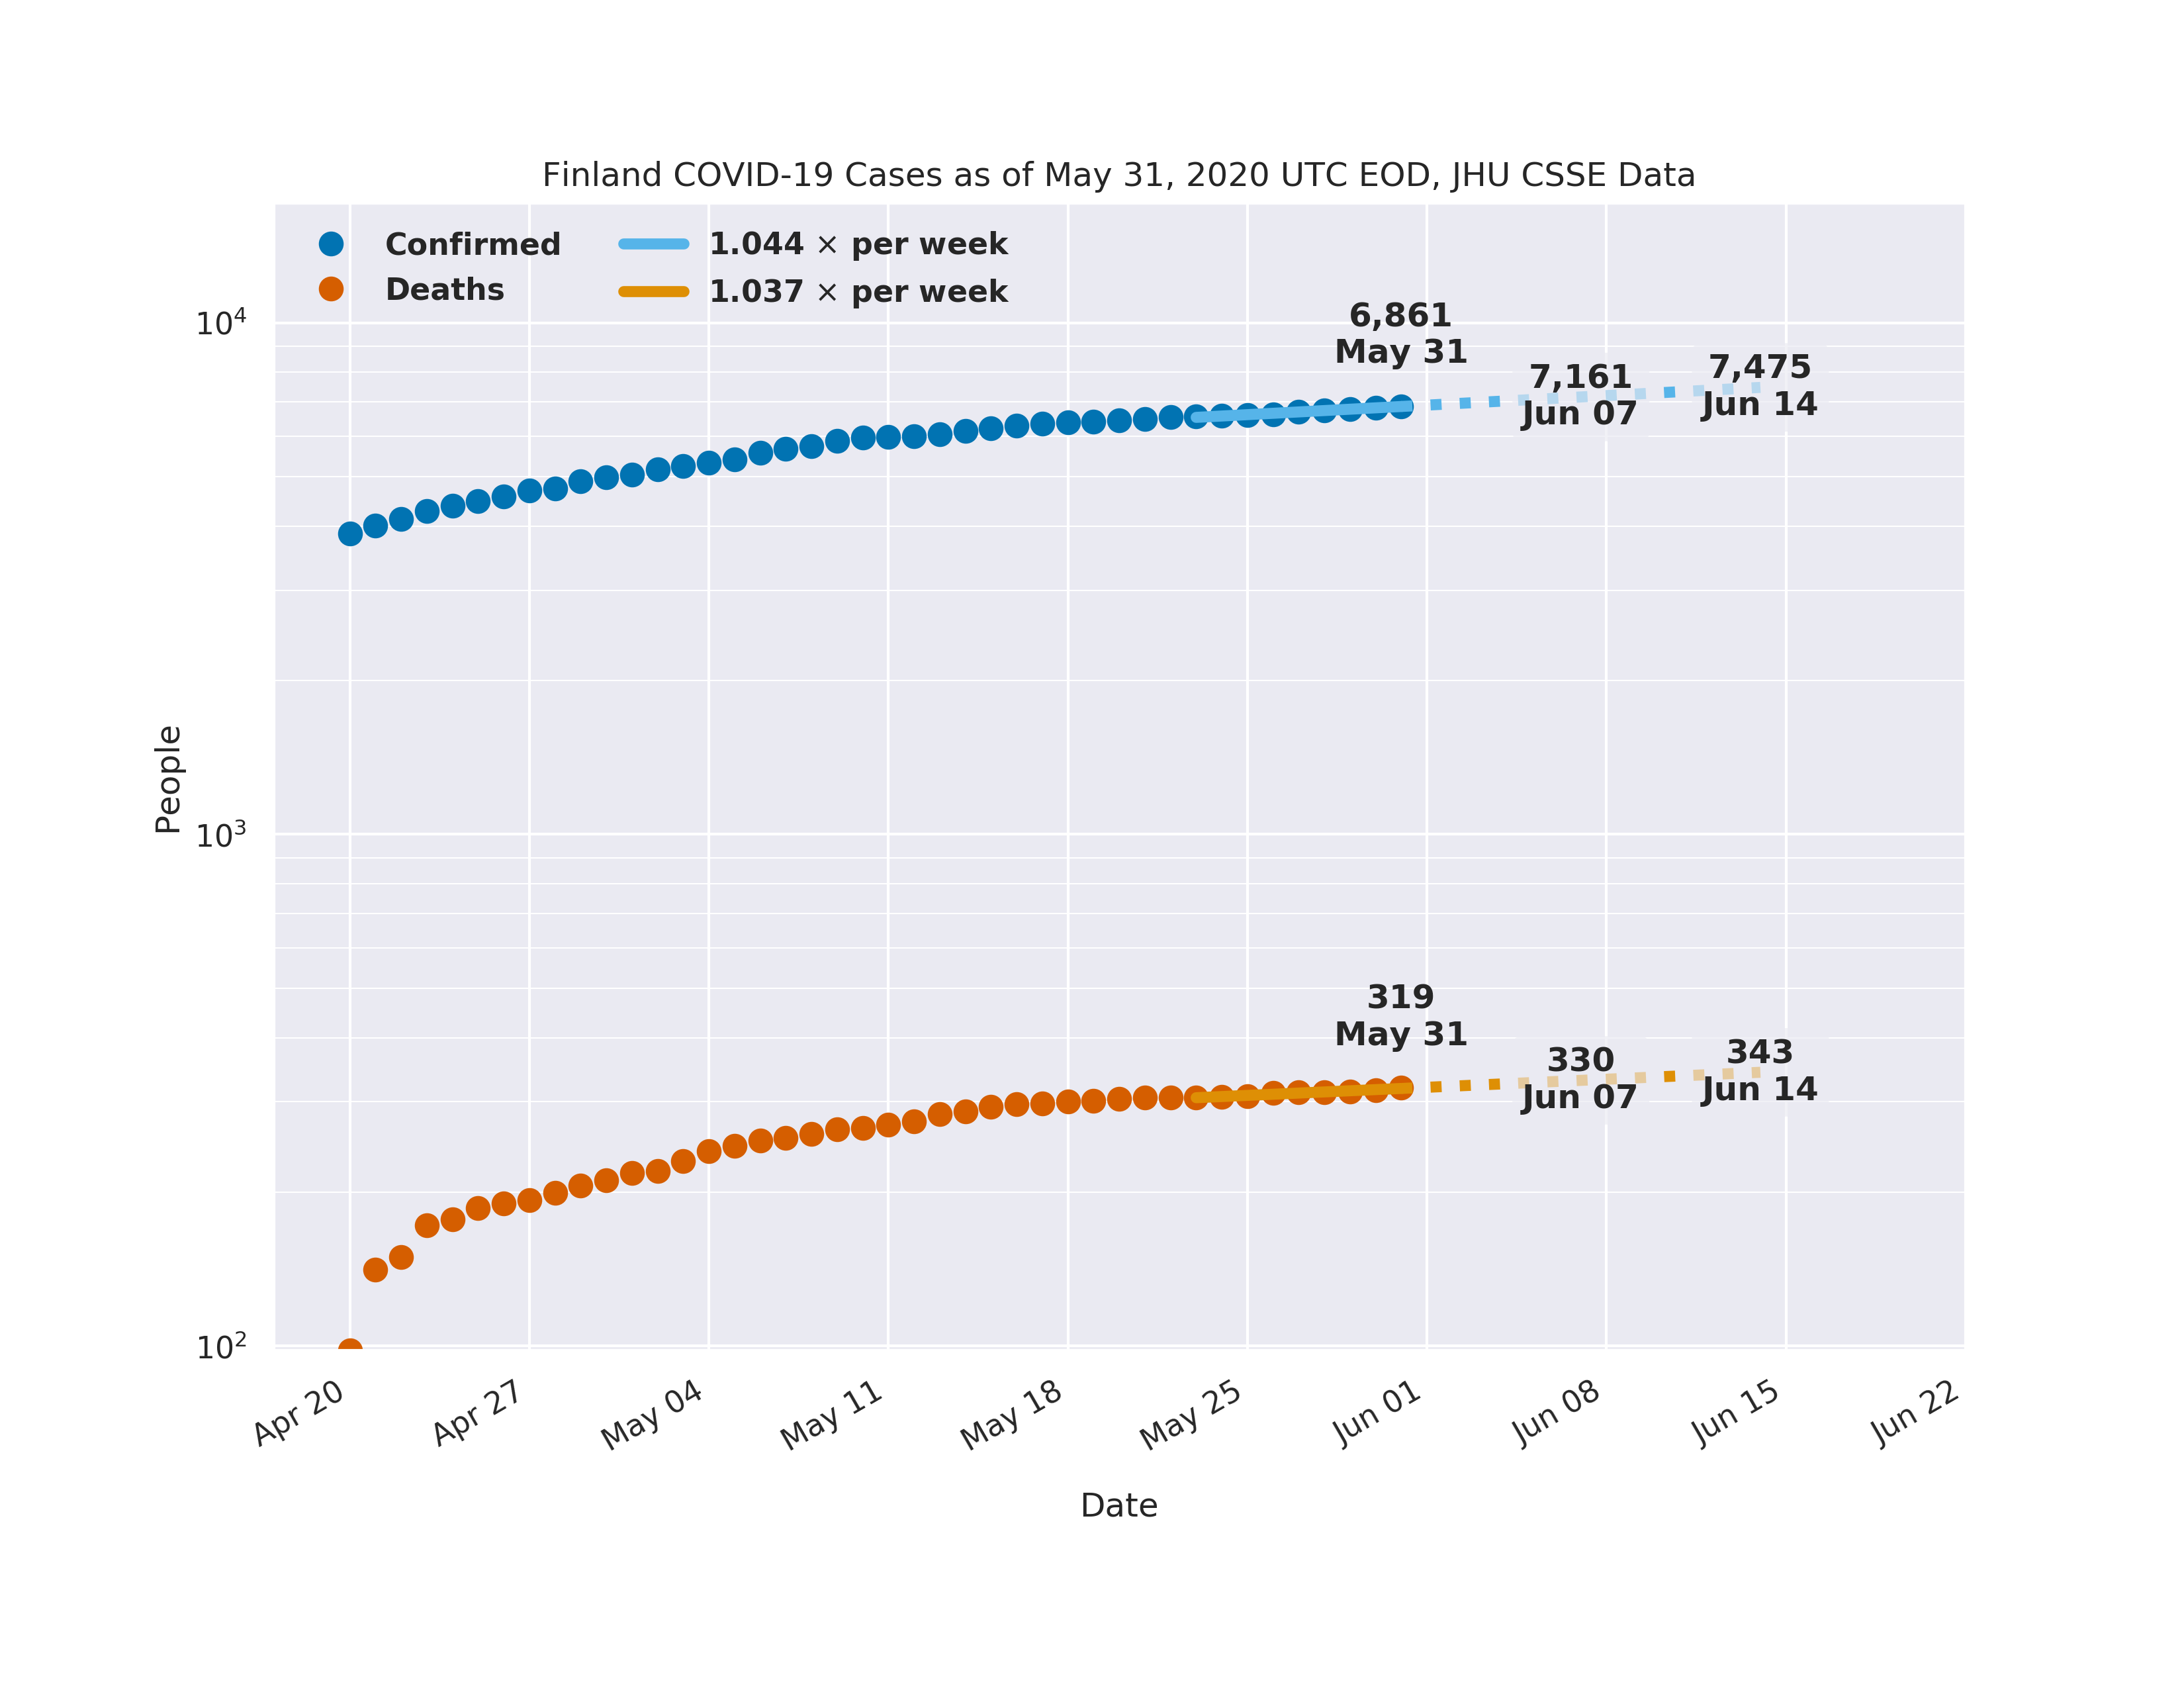 Finland COVID-19 Cases as of May 31, 2020 UTC EOD, JHU CSSE Data
Confirmed
Deaths
1.044 × per week
1.037 × per week
6,861
May 31
7,161
Jun 07
7,475
Jun 14
319
May 31
330
Jun 07
343
Jun 14
People
10⁴
10³
10²
Apr 20
Apr 27
May 04
May 11
May 18
May 25
Jun 01
Jun 08
Jun 15
Jun 22
Date